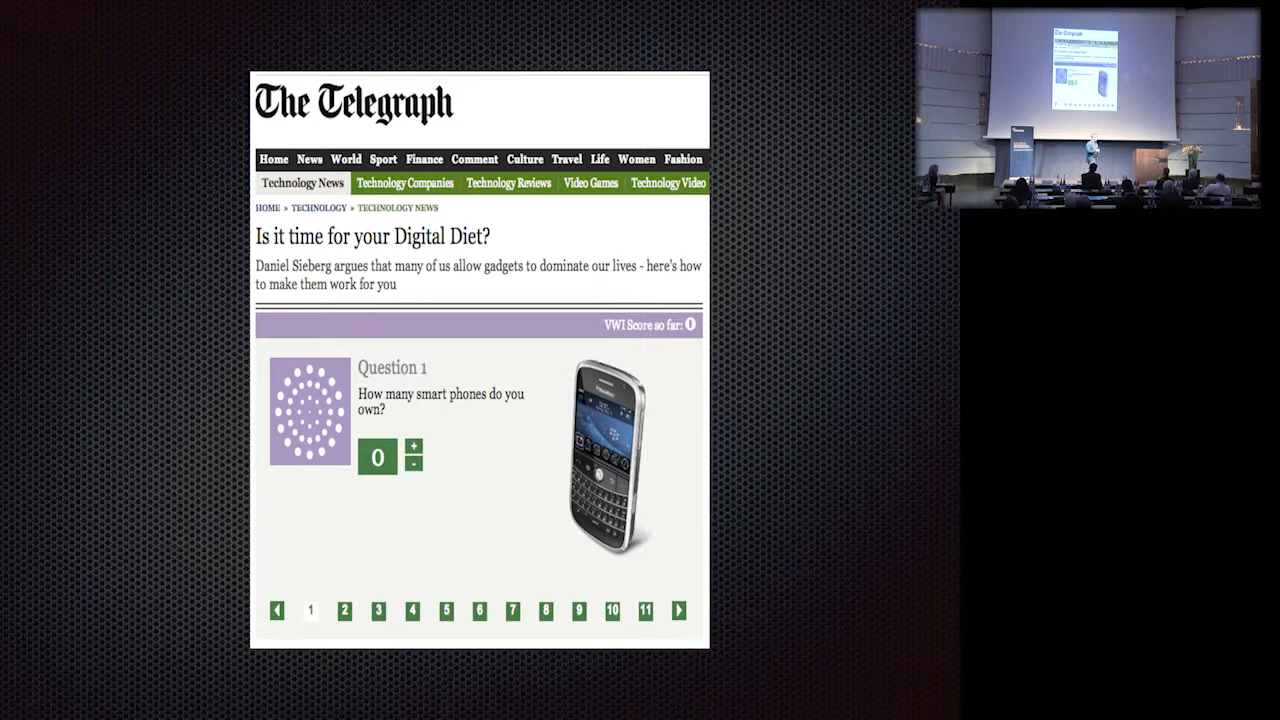 The Telegraph
Home News World Sport Finance Comment Culture Travel Life Women Fashion
Technology News Technology Companies Technology Reviews Video Games Technology Video
HOME » TECHNOLOGY » TECHNOLOGY NEWS
Is it time for your Digital Diet?
Daniel Sieberg argues that many of us allow gadgets to dominate our lives - here's how
to make them work for you
VWI Score so far: 0
Question 1
How many smart phones do you
own?
0
+
-
1 2 3 4 5 6 7 8 9 10 11
The Telegraph